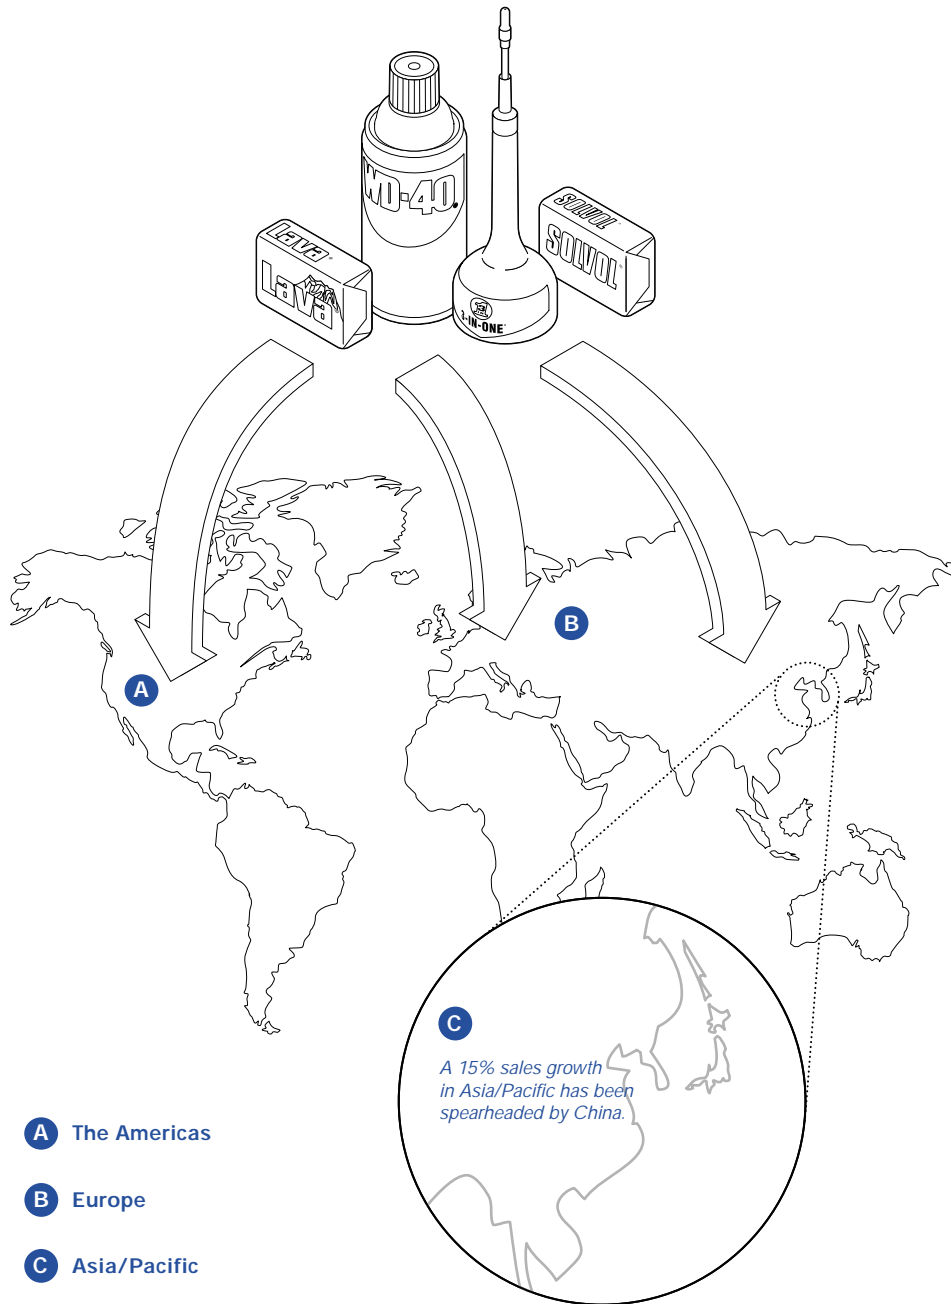 WD-40®
Lava®
Lava®
SOLVOL®
SOLVOL®
3-IN-ONE®
B
A
C
A 15% sales growth
in Asia/Pacific has been
spearheaded by China.
A The Americas
B Europe
C Asia/Pacific